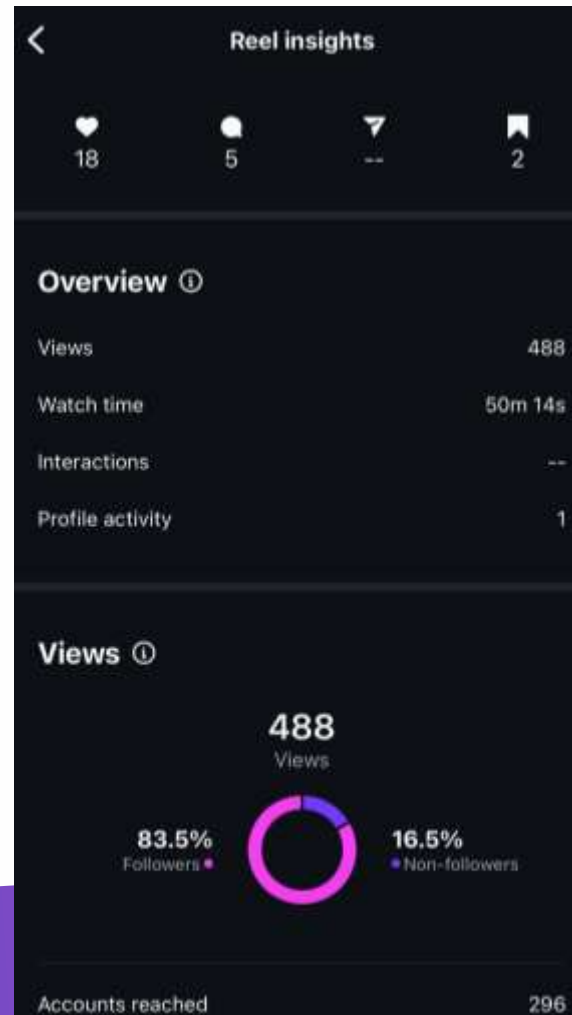 Reel insights
18 5 -- 2
Overview
Views 488
Watch time 50m 14s
Interactions --
Profile activity 1
Views
488
Views
83.5% 16.5%
Followers Non-followers
Accounts reached 296